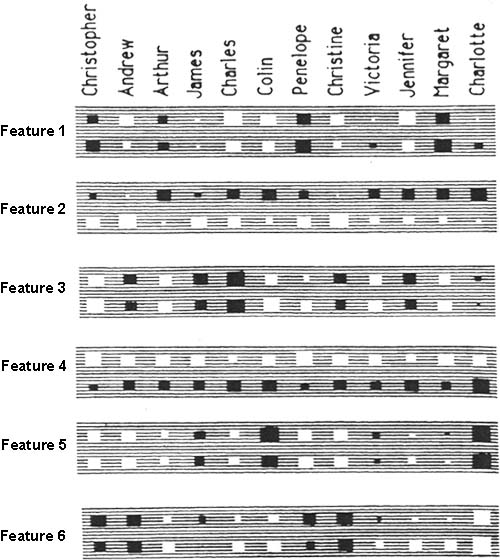 Christopher
Andrew
Arthur
James
Charles
Colin
Penelope
Christine
Victoria
Jennifer
Margaret
Charlotte
Feature 1
Feature 2
Feature 3
Feature 4
Feature 5
Feature 6